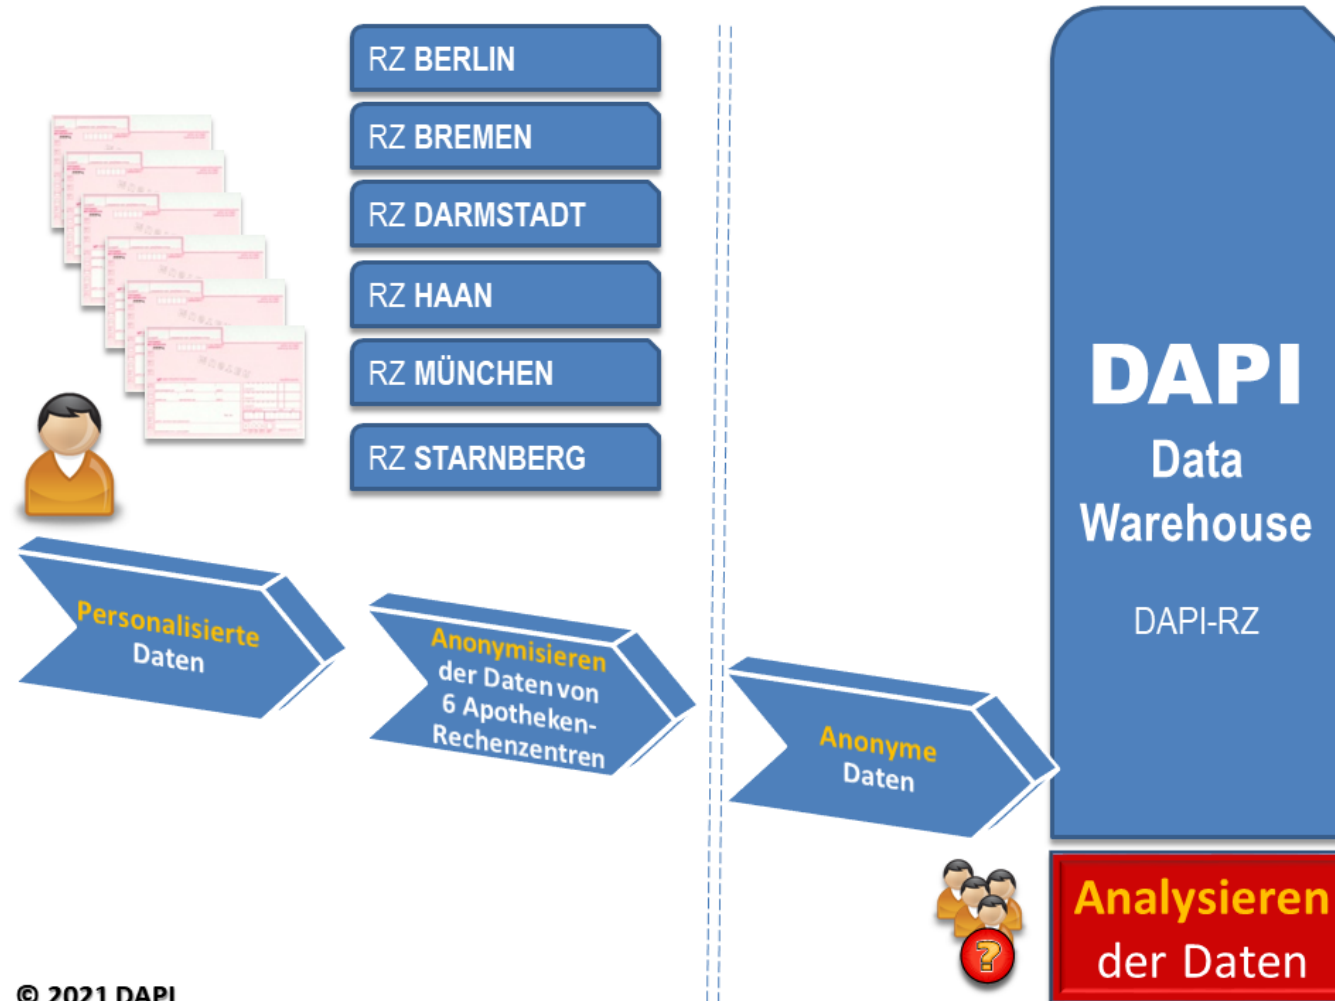 RZ BERLIN
RZ BREMEN
RZ DARMSTADT
RZ HAAN
RZ MÜNCHEN
RZ STARNBERG
Personalisierte
Daten
Anonymisieren
der Daten von
6 Apotheken-
Rechenzentren
Anonyme
Daten
DAPI
Data
Warehouse
DAPI-RZ
?
Analysieren
der Daten
© 2021 DAPI